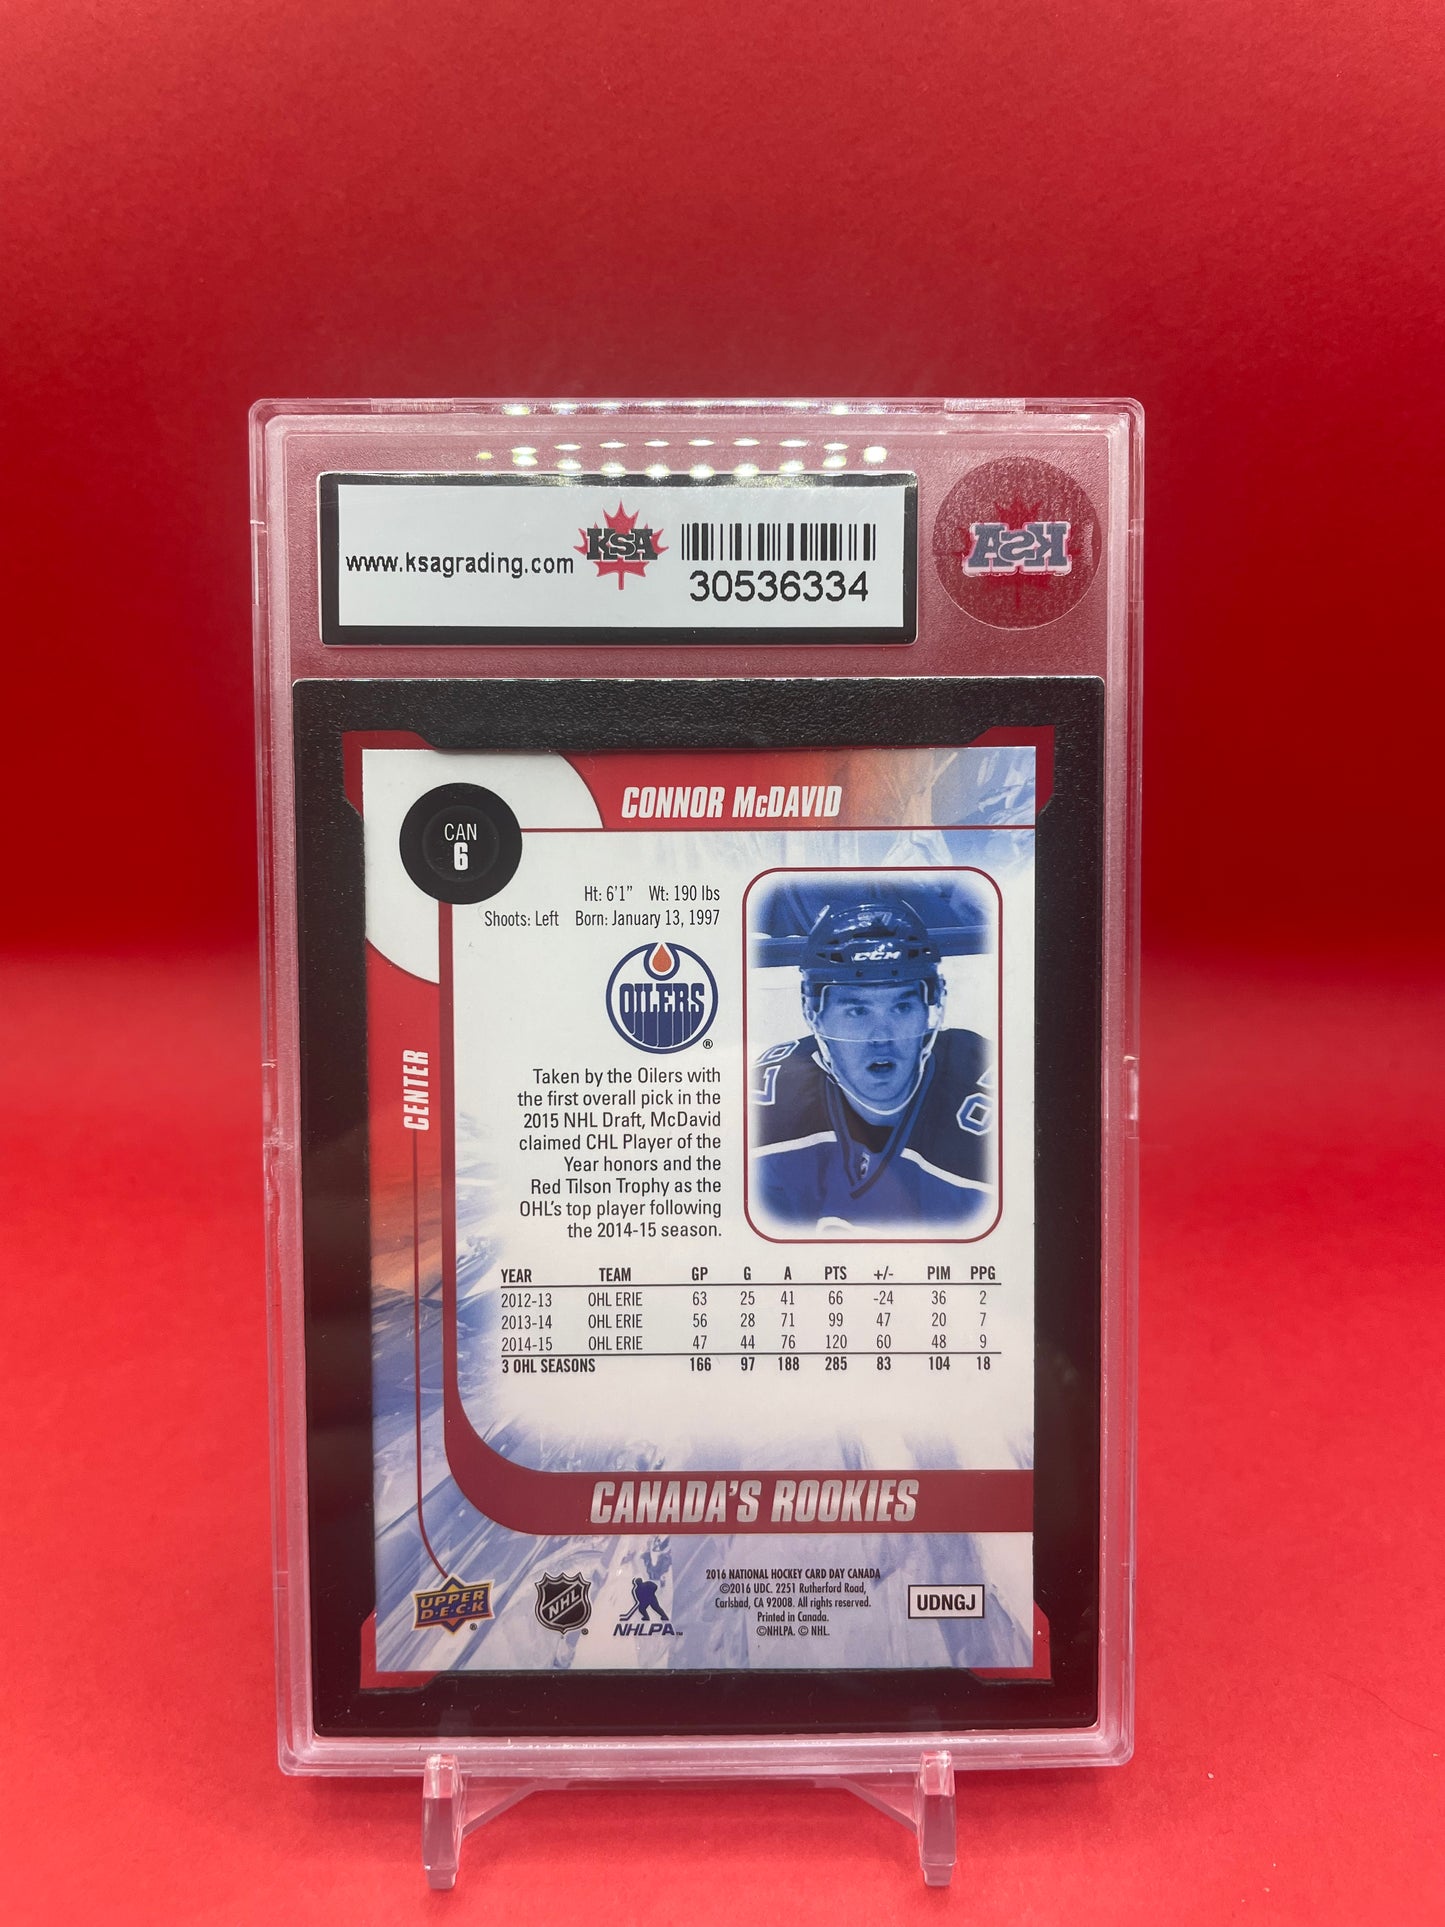 www.ksagrading.com
KSA
30536334
KSA
CONNOR McDAVID
CAN
6
Ht: 6'1" Wt: 190 lbs
Shoots: Left Born: January 13, 1997
CCM
OILERS
®
CENTER
Taken by the Oilers with
the first overall pick in the
2015 NHL Draft, McDavid
claimed CHL Player of the
Year honors and the
Red Tilson Trophy as the
OHL's top player following
the 2014-15 season.
YEAR TEAM GP G A PTS +/- PIM PPG
2012-13 OHL ERIE 63 25 41 66 -24 36 2
2013-14 OHL ERIE 56 28 71 99 47 20 7
2014-15 OHL ERIE 47 44 76 120 60 48 9
3 OHL SEASONS 166 97 188 285 83 104 18
CANADA'S ROOKIES
UPPER
D·E·C·K
®
NHL
®
NHLPA™
2016 NATIONAL HOCKEY CARD DAY CANADA
©2016 UDC. 2251 Rutherford Road,
Carlsbad, CA 92008. All rights reserved.
Printed in Canada.
©NHLPA. © NHL.
UDNGJ